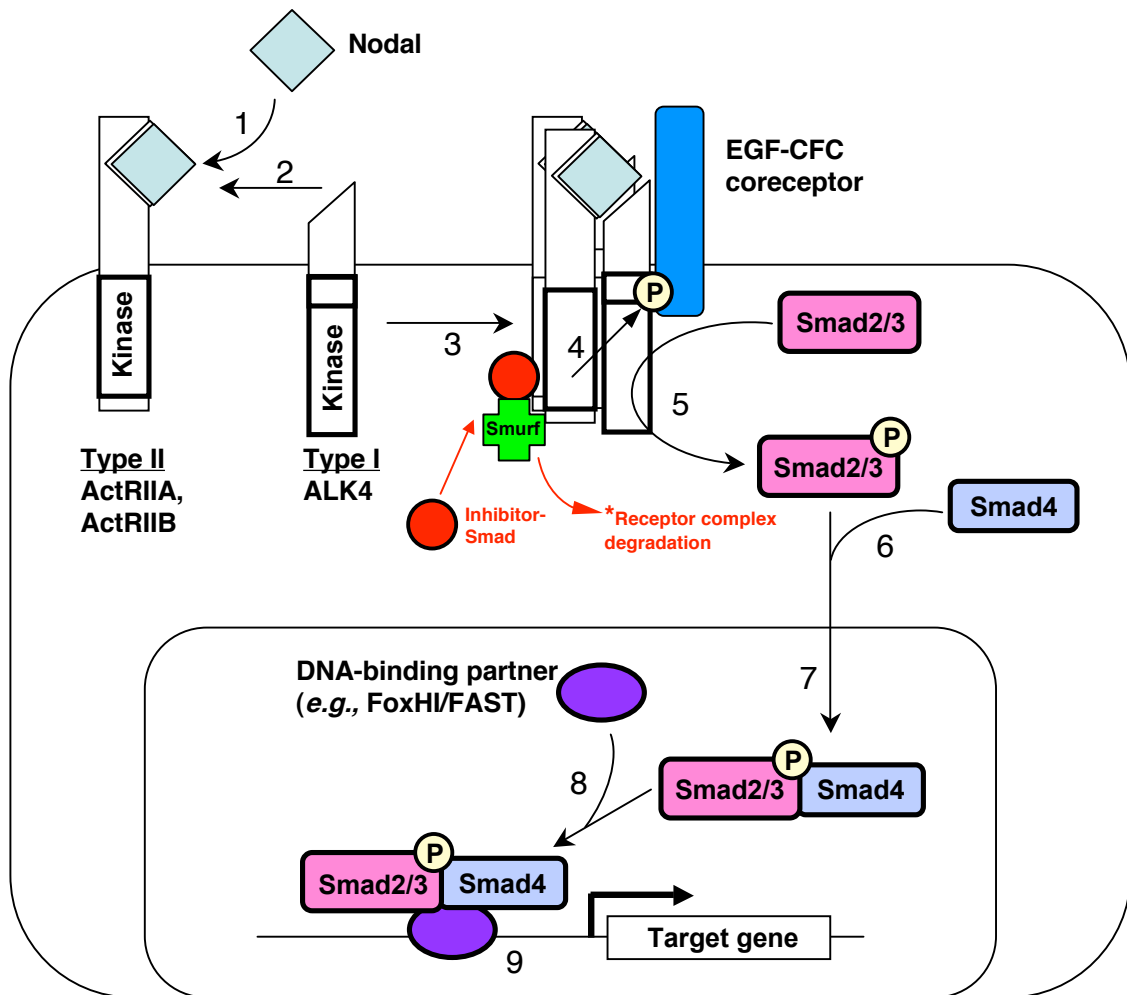 Nodal
1
2
EGF-CFC
coreceptor
P
Kinase
Kinase
3
4
Smad2/3
5
Smurf
P
Smad2/3
Type II
ActRIIA,
ActRIIB
Type I
ALK4
Inhibitor-
Smad
*Receptor complex
degradation
Smad4
6
7
DNA-binding partner
(e.g., FoxHI/FAST)
8
P
Smad2/3
Smad4
P
Smad2/3
Smad4
9
Target gene